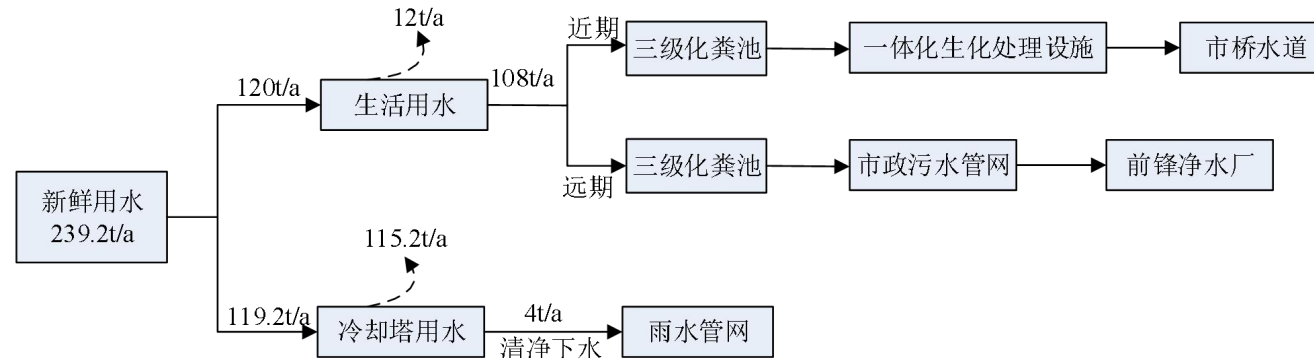 12t/a
近期
三级化粪池
一体化生化处理设施
市桥水道
120t/a
生活用水
108t/a
远期
三级化粪池
市政污水管网
前锋净水厂
新鲜用水
239.2t/a
115.2t/a
119.2t/a
冷却塔用水
4t/a
清净下水
雨水管网